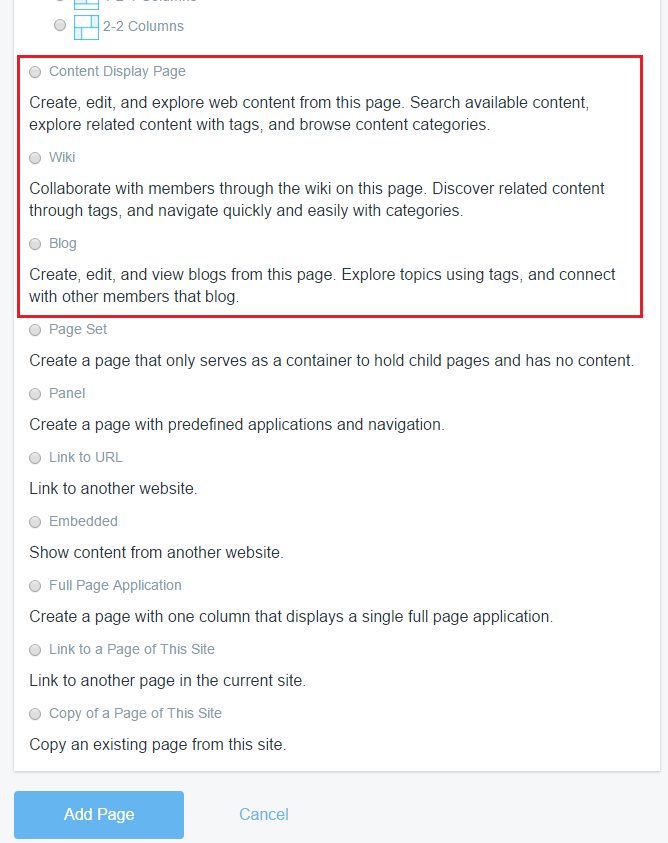 2-2 Columns
Content Display Page
Create, edit, and explore web content from this page. Search available content,
explore related content with tags, and browse content categories.
Wiki
Collaborate with members through the wiki on this page. Discover related content
through tags, and navigate quickly and easily with categories.
Blog
Create, edit, and view blogs from this page. Explore topics using tags, and connect
with other members that blog.
Page Set
Create a page that only serves as a container to hold child pages and has no content.
Panel
Create a page with predefined applications and navigation.
Link to URL
Link to another website.
Embedded
Show content from another website.
Full Page Application
Create a page with one column that displays a single full page application.
Link to a Page of This Site
Link to another page in the current site.
Copy of a Page of This Site
Copy an existing page from this site.
Add Page
Cancel